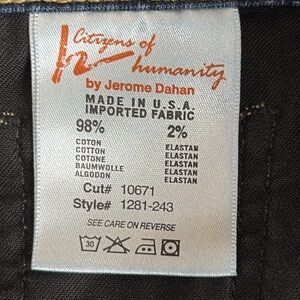 Citizens of
humanity
by Jerome Dahan
MADE IN U.S.A.
IMPORTED FABRIC
98% 2%
COTON ELASTAN
COTTON ELASTAN
COTONE ELASTAN
BAUMWOLLE ELASTAN
ALGODON ELASTAN
Cut# 10671
Style# 1281-243
SEE CARE ON REVERSE
30